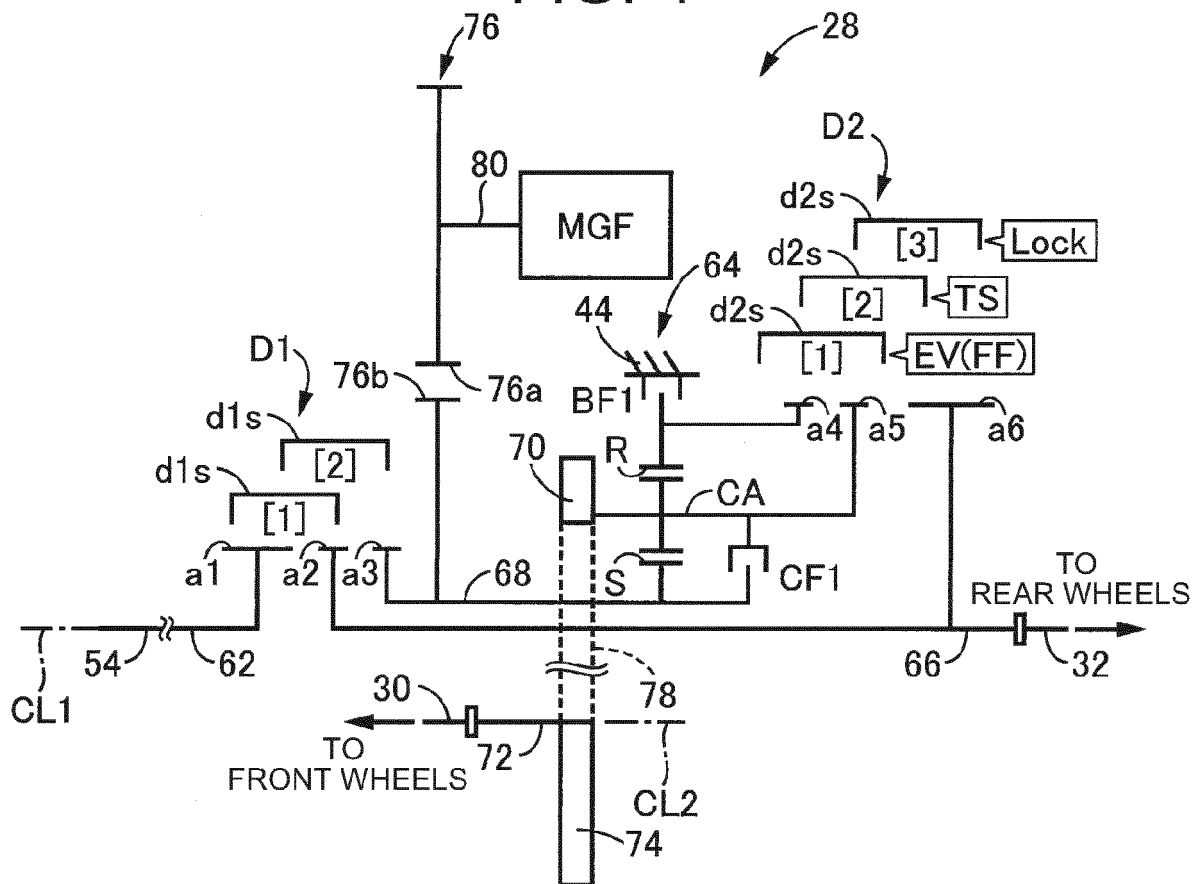 76
28
D2
80
MGF
d2s
[3]
Lock
64
d2s
[2]
TS
44
d2s
[1]
EV(FF)
D1
76b
76a
BF1
a4
a5
a6
d1s
[2]
R
70
CA
d1s
[1]
a1
a2
a3
68
S
CF1
TO
REAR WHEELS
54
62
66
32
CL1
30
78
TO
FRONT WHEELS
72
CL2
74